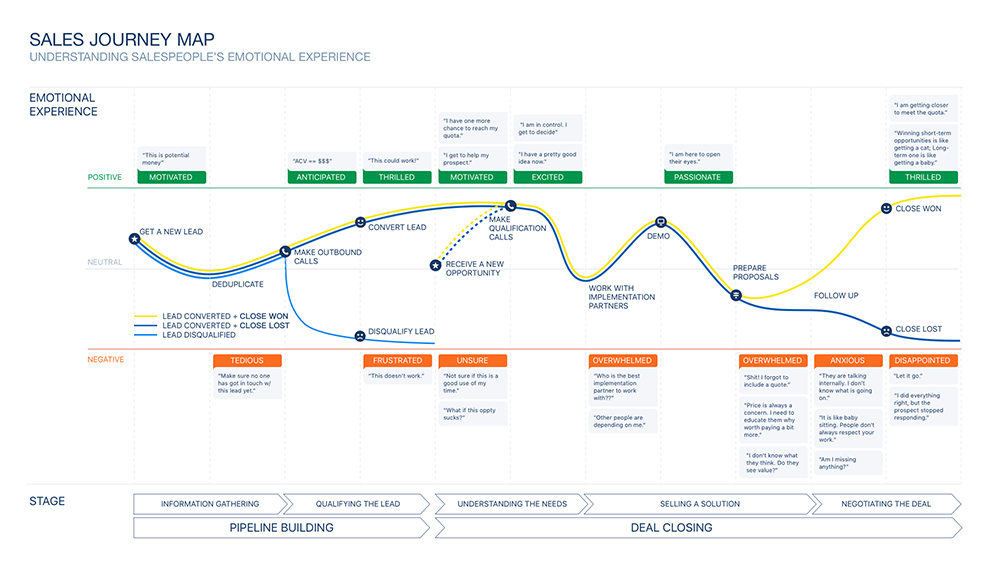 SALES JOURNEY MAP
UNDERSTANDING SALESPEOPLE'S EMOTIONAL EXPERIENCE
EMOTIONAL
EXPERIENCE
"This is potential
money"
MOTIVATED
"ACV == $$$"
ANTICIPATED
"This could work!"
THRILLED
"I have one more
chance to reach my
quota."
"I get to help my
prospect."
MOTIVATED
"I am in control. I
get to decide"
"I have a pretty good
idea now."
EXCITED
"I am here to open
their eyes."
PASSIONATE
"I am getting closer
to meet the quota."
"Winning short-term
opportunities is like
getting a cat; Long-
term one is like
getting a baby."
THRILLED
POSITIVE
GET A NEW LEAD
DEDUPLICATE
MAKE OUTBOUND
CALLS
CONVERT LEAD
DISQUALIFY LEAD
RECEIVE A NEW
OPPORTUNITY
MAKE
QUALIFICATION
CALLS
WORK WITH
IMPLEMENTATION
PARTNERS
DEMO
PREPARE
PROPOSALS
FOLLOW UP
CLOSE WON
CLOSE LOST
NEUTRAL
LEAD CONVERTED + CLOSE WON
LEAD CONVERTED + CLOSE LOST
LEAD DISQUALIFIED
NEGATIVE
TEDIOUS
"Make sure no one
has got in touch w/
this lead yet."
FRUSTRATED
"This doesn't work."
UNSURE
"Not sure if this is a
good use of my
time."
"What if this oppty
sucks?"
OVERWHELMED
"Who is the best
implementation
partner to work
with??"
"Other people are
depending on me."
OVERWHELMED
"Shit! I forgot to
include a quote."
"Price is always a
concern. I need to
educate them why
worth paying a bit
more."
"I don't know what
they think. Do they
see value?"
ANXIOUS
"They are talking
internally. I don't
know what is going
on."
"It is like baby
sitting. People don't
always respect your
work."
"Am I missing
anything?"
DISAPPOINTED
"Let it go."
"I did everything
right, but the
prospect stopped
responding."
STAGE
INFORMATION GATHERING
QUALIFYING THE LEAD
UNDERSTANDING THE NEEDS
SELLING A SOLUTION
NEGOTIATING THE DEAL
PIPELINE BUILDING
DEAL CLOSING